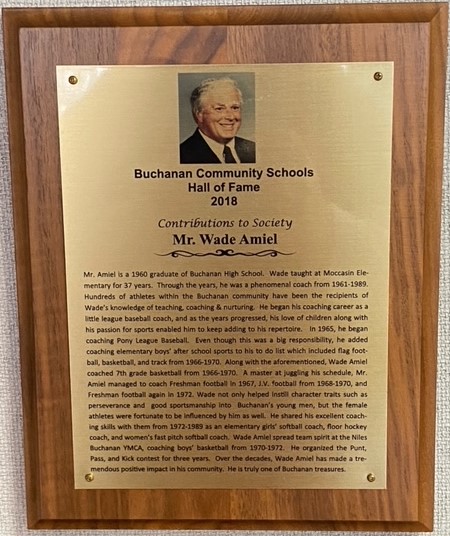 Buchanan Community Schools
Hall of Fame
2018
Contributions to Society
Mr. Wade Amiel
Mr. Amiel is a 1960 graduate of Buchanan High School. Wade taught at Moccasin Ele-
mentary for 37 years. Through the years, he was a phenomenal coach from 1961-1989.
Hundreds of athletes within the Buchanan community have been the recipients of
Wade's knowledge of teaching, coaching & nurturing. He began his coaching career as a
little league baseball coach, and as the years progressed, his love of children along with
his passion for sports enabled him to keep adding to his repertoire. In 1965, he began
coaching Pony League Baseball. Even though this was a big responsibility, he added
coaching elementary boys' after school sports to his to do list which included flag foot-
ball, basketball, and track from 1966-1970. Along with the aforementioned, Wade Amiel
coached 7th grade basketball from 1966-1970. A master at juggling his schedule, Mr.
Amiel managed to coach Freshman football in 1967, J.V. football from 1968-1970, and
Freshman football again in 1972. Wade not only helped instill character traits such as
perseverance and good sportsmanship into Buchanan's young men, but the female
athletes were fortunate to be influenced by him as well. He shared his excellent coach-
ing skills with them from 1972-1989 as an elementary girls' softball coach, floor hockey
coach, and women's fast pitch softball coach. Wade Amiel spread team spirit at the Niles
Buchanan YMCA, coaching boys' basketball from 1970-1972. He organized the Punt,
Pass, and Kick contest for three years. Over the decades, Wade Amiel has made a tre-
mendous positive impact in his community. He is truly one of Buchanan treasures.